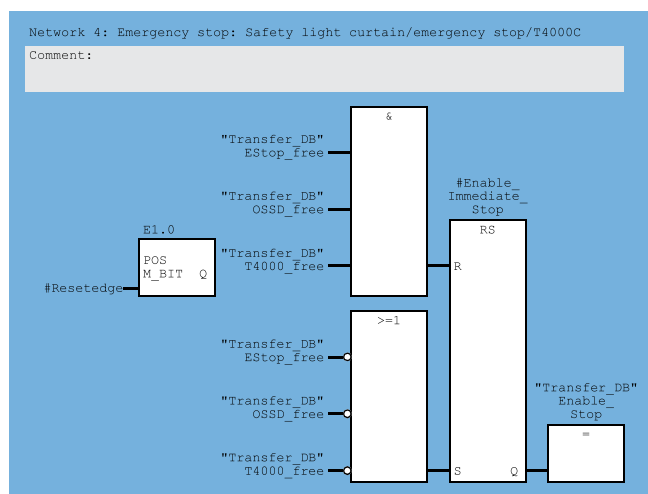 Network 4: Emergency stop: Safety light curtain/emergency stop/T4000C
Comment:
&
"Transfer_DB"
EStop_free
"Transfer_DB"
OSSD_free
"Transfer_DB"
T4000_free
E1.0
POS
M_BIT Q
#Resetedge
#Enable_
Immediate_
Stop
RS
R
>=1
"Transfer_DB"
EStop_free
"Transfer_DB"
OSSD_free
"Transfer_DB"
T4000_free
S Q
"Transfer_DB"
Enable_
Stop
=